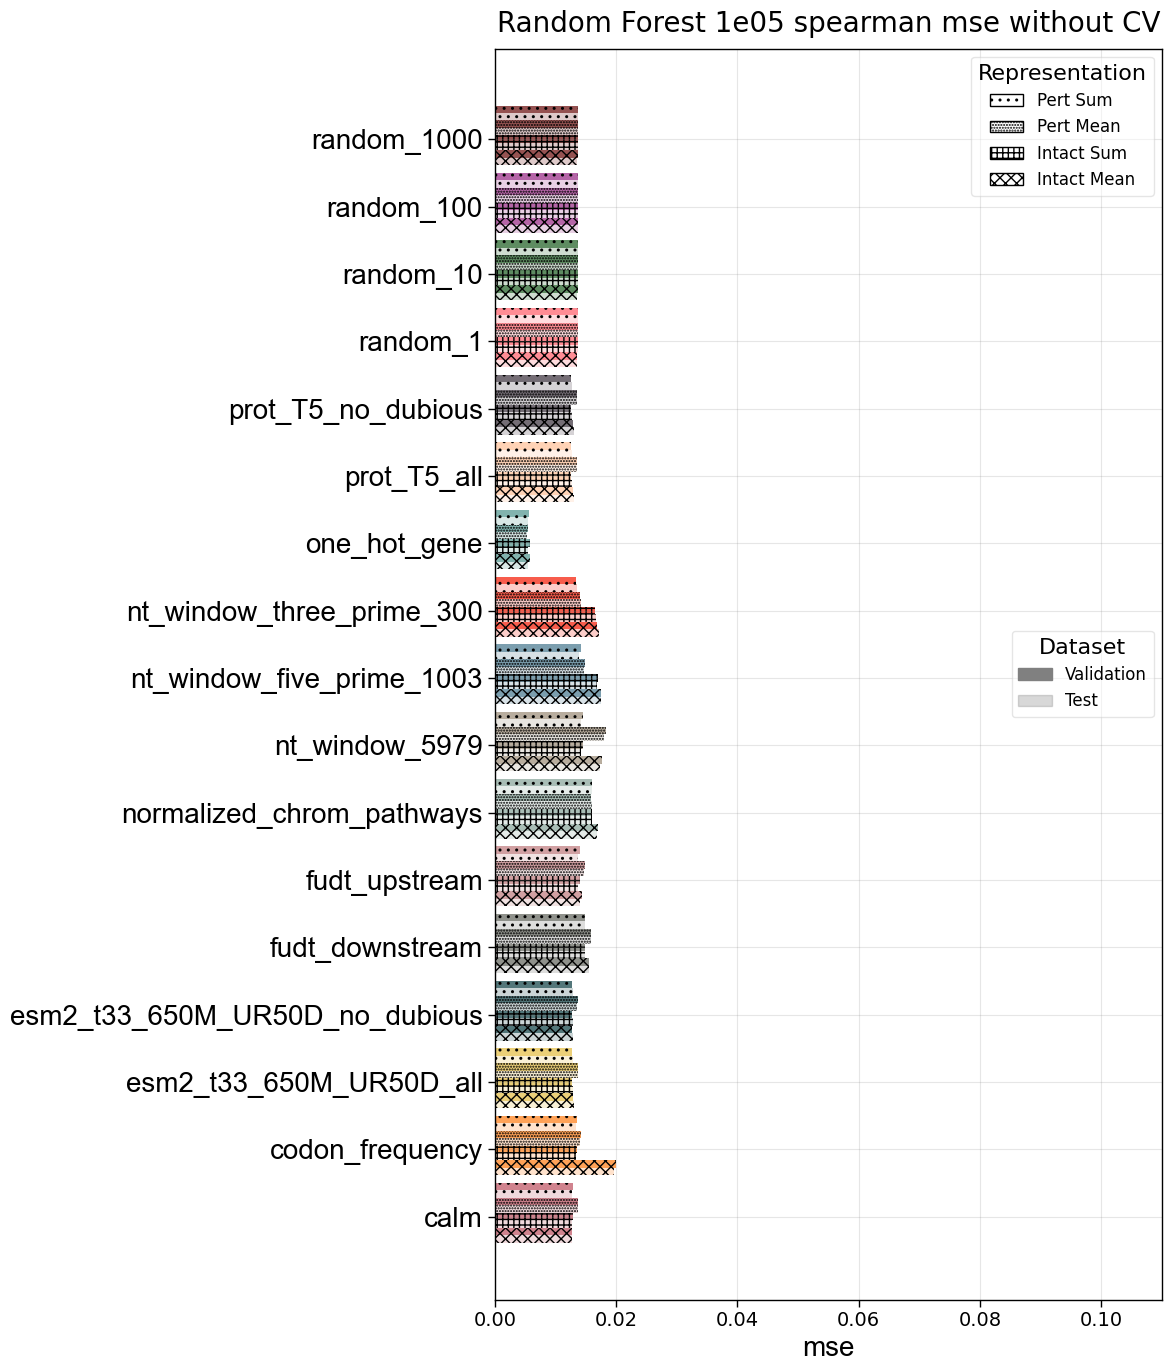 Random Forest 1e05 spearman mse without CV
Representation
Pert Sum
Pert Mean
Intact Sum
Intact Mean
random_1000
random_100
random_10
random_1
prot_T5_no_dubious
prot_T5_all
one_hot_gene
nt_window_three_prime_300
nt_window_five_prime_1003
Dataset
Validation
Test
nt_window_5979
normalized_chrom_pathways
fudt_upstream
fudt_downstream
esm2_t33_650M_UR50D_no_dubious
esm2_t33_650M_UR50D_all
codon_frequency
calm
0.00 0.02 0.04 0.06 0.08 0.10
mse